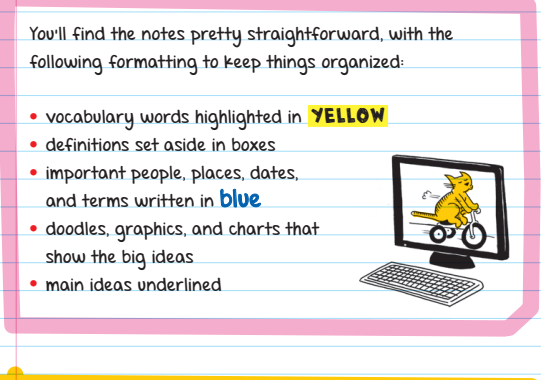 You'll find the notes pretty straightforward, with the
following formatting to keep things organized:
• vocabulary words highlighted in YELLOW
• definitions set aside in boxes
• important people, places, dates,
and terms written in blue
• doodles, graphics, and charts that
show the big ideas
• main ideas underlined